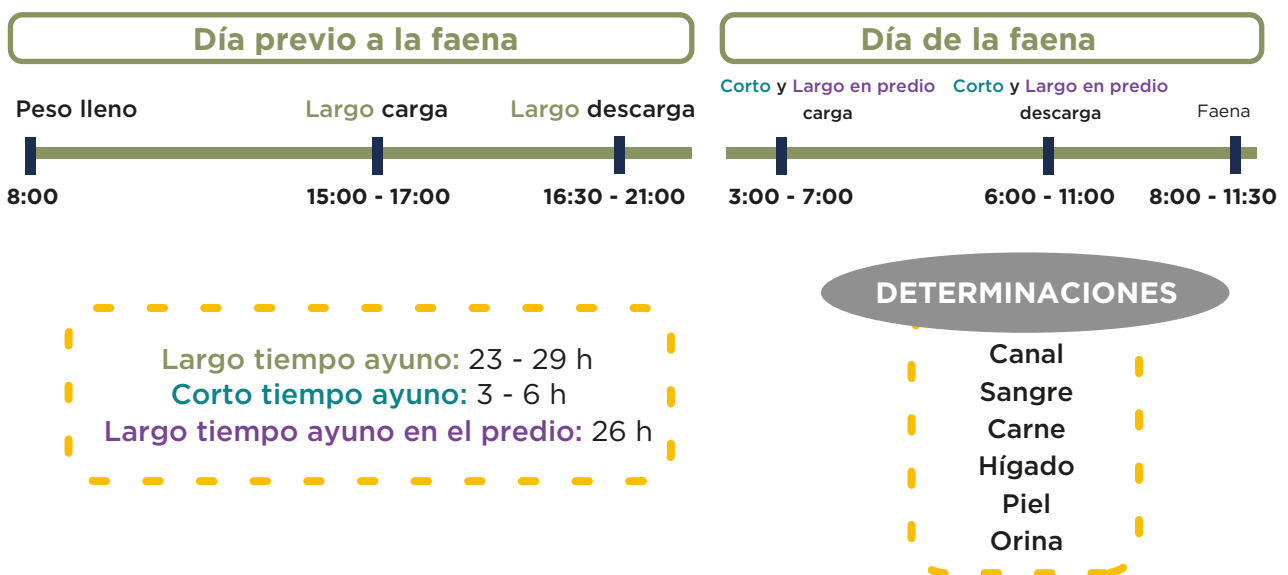 Día previo a la faena
Peso lleno
Largo carga
Largo descarga
8:00
15:00 - 17:00
16:30 - 21:00
Día de la faena
Corto y Largo en predio
carga
Corto y Largo en predio
descarga
Faena
3:00 - 7:00
6:00 - 11:00
8:00 - 11:30
Largo tiempo ayuno: 23 - 29 h
Corto tiempo ayuno: 3 - 6 h
Largo tiempo ayuno en el predio: 26 h
DETERMINACIONES
Canal
Sangre
Carne
Hígado
Piel
Orina